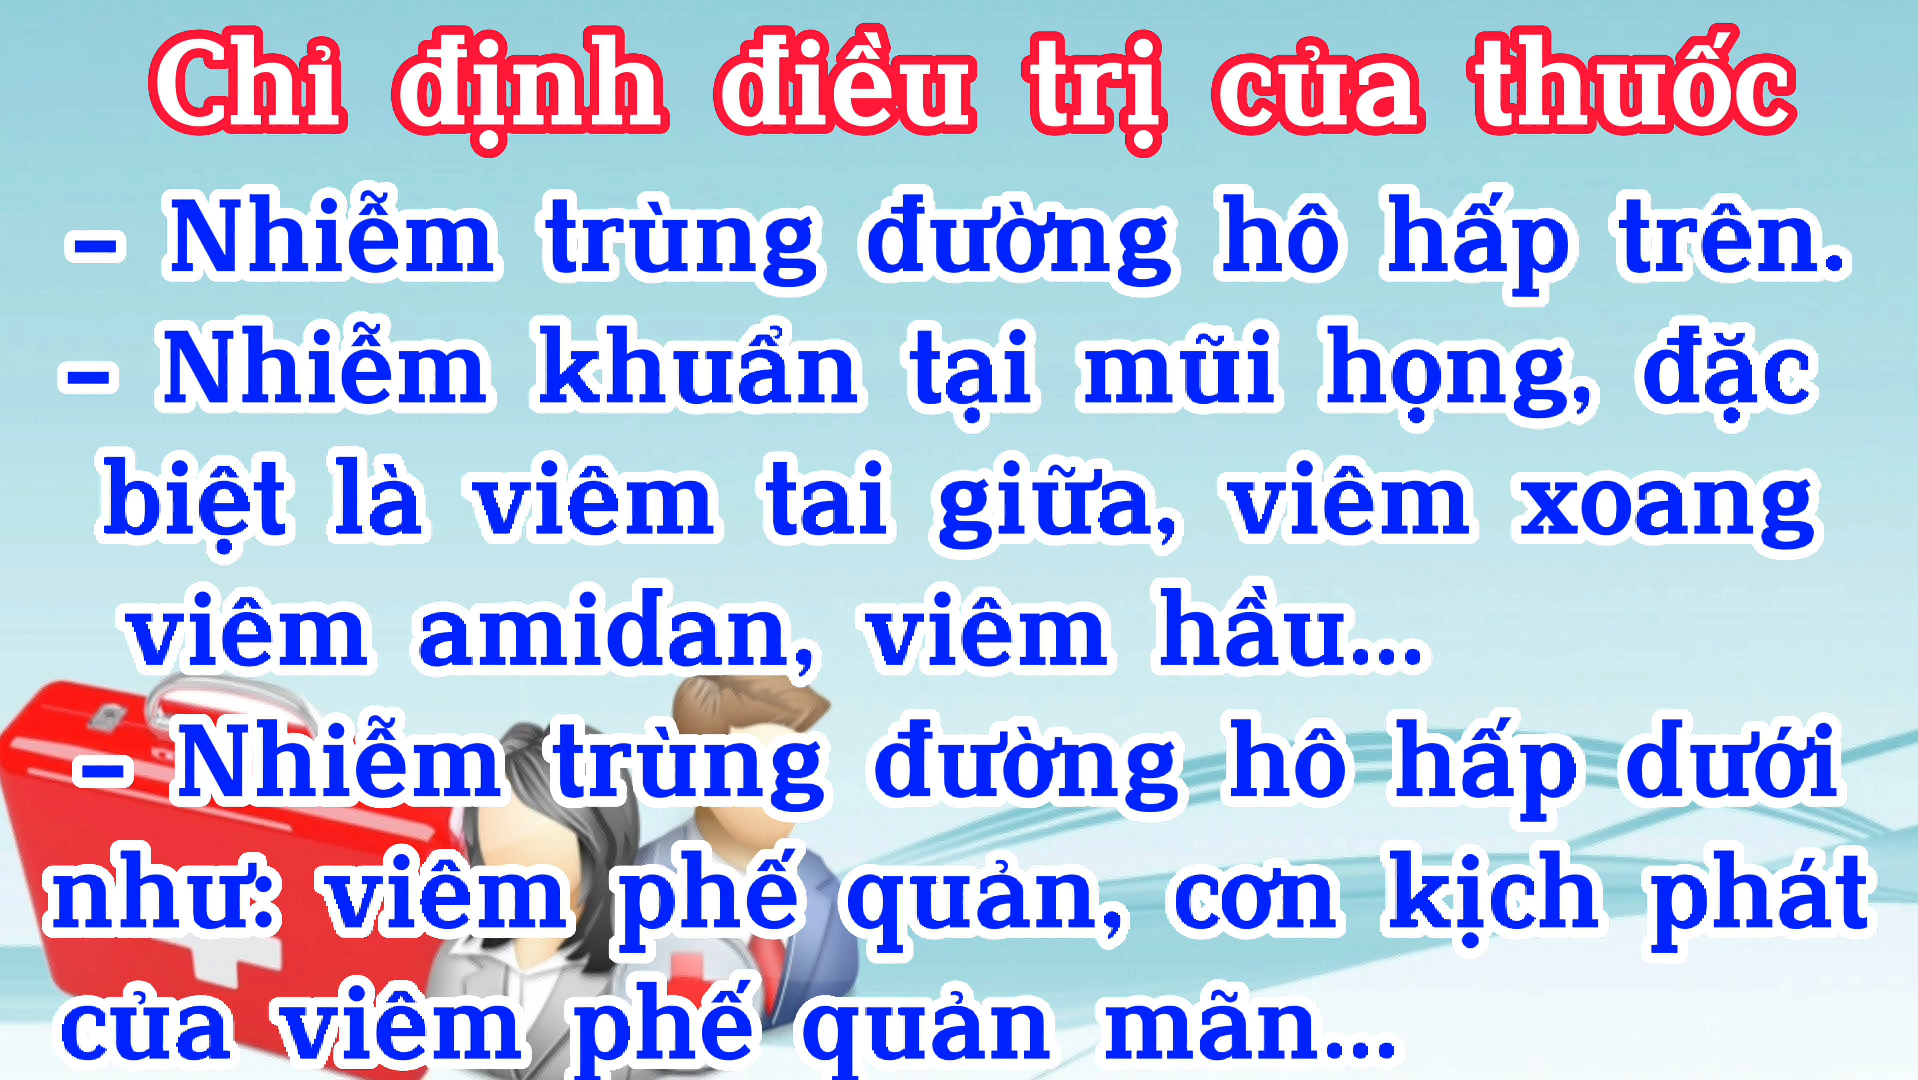 Chỉ định điều trị của thuốc
– Nhiễm trùng đường hô hấp trên.
– Nhiễm khuẩn tại mũi họng, đặc
biệt là viêm tai giữa, viêm xoang
viêm amidan, viêm hầu...
– Nhiễm trùng đường hô hấp dưới
như: viêm phế quản, cơn kịch phát
của viêm phế quản mãn...